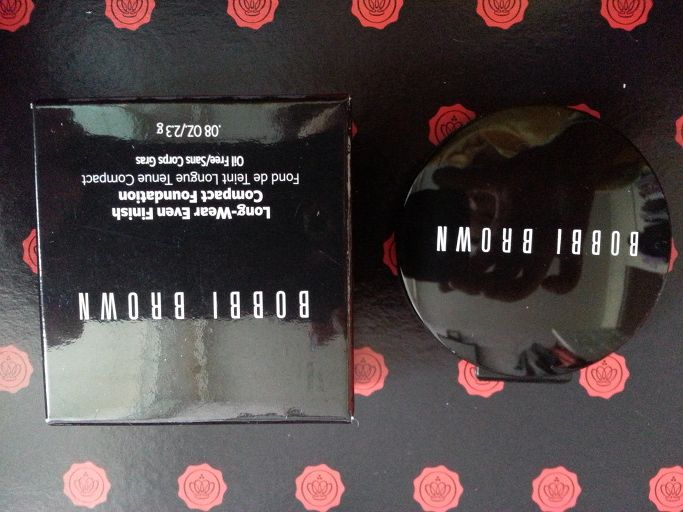 BOBBI BROWN
Long-Wear Even Finish
Compact Foundation
Fond de Teint Longue Tenue Compact
Oil Free/Sans Corps Gras
.08 OZ./2.3 g
BOBBI BROWN